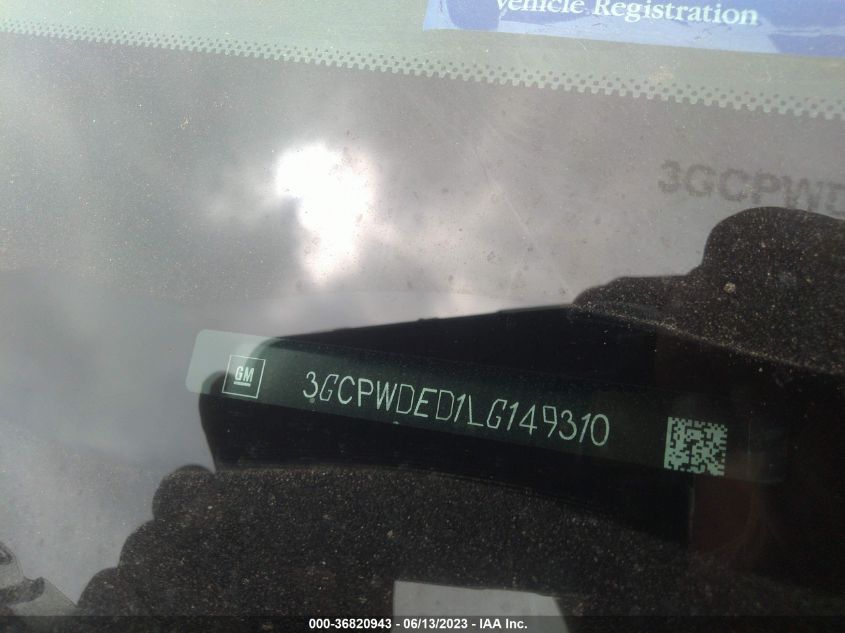 Vehicle Registration
3GCPWD
GM
3GCPWDED1LG149310
000-36820943 - 06/13/2023 - IAA Inc.